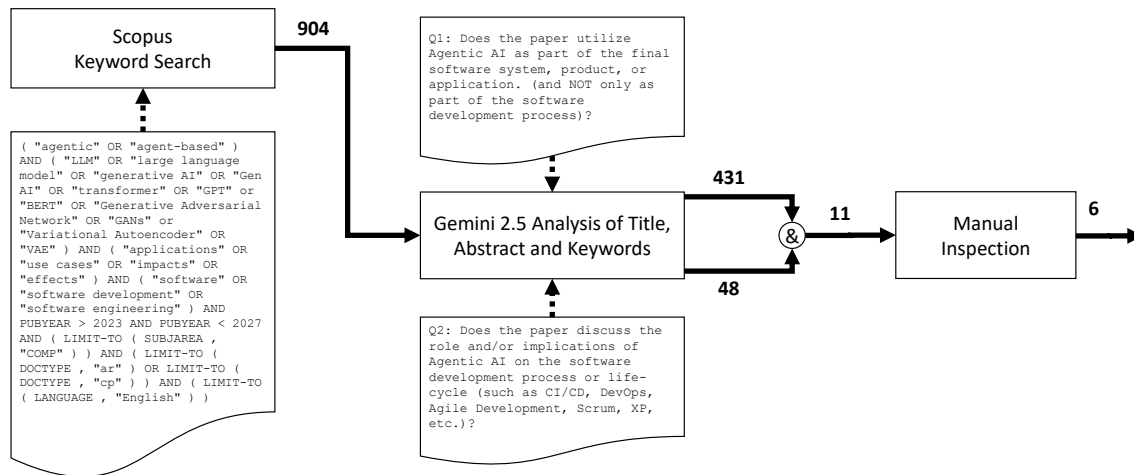 Scopus
Keyword Search
904
( "agentic" OR "agent-based" )
AND ( "LLM" OR "large language
model" OR "generative AI" OR "Gen
AI" OR "transformer" OR "GPT" or
"BERT" OR "Generative Adversarial
Network" OR "GANs" or
"Variational Autoencoder" OR
"VAE" ) AND ( "applications" OR
"use cases" OR "impacts" OR
"effects" ) AND ( "software" OR
"software development" OR
"software engineering" ) AND
PUBYEAR > 2023 AND PUBYEAR < 2027
AND ( LIMIT-TO ( SUBJAREA ,
"COMP" ) ) AND ( LIMIT-TO (
DOCTYPE , "ar" ) OR LIMIT-TO (
DOCTYPE , "cp" ) ) AND ( LIMIT-TO
( LANGUAGE , "English" ) )
Q1: Does the paper utilize
Agentic AI as part of the final
software system, product, or
application. (and NOT only as
part of the software
development process)?
Gemini 2.5 Analysis of Title,
Abstract and Keywords
Q2: Does the paper discuss the
role and/or implications of
Agentic AI on the software
development process or life-
cycle (such as CI/CD, DevOps,
Agile Development, Scrum, XP,
etc.)?
431
48
&
11
Manual
Inspection
6